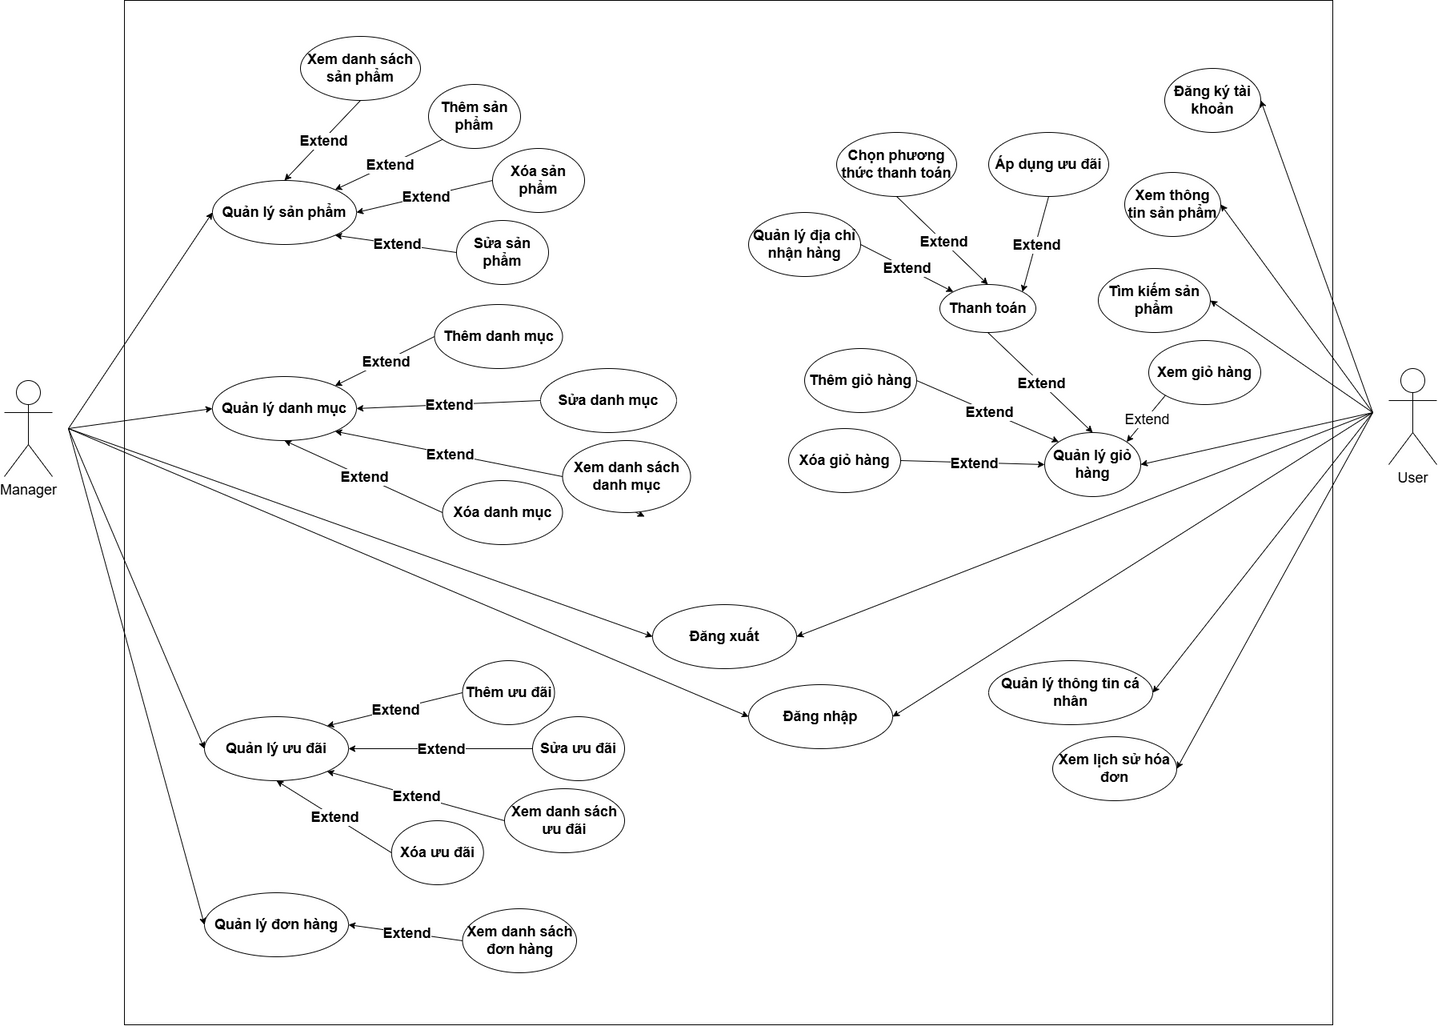 Xem danh sách
sản phẩm
Extend
Thêm sản
phẩm
Extend
Xóa sản
phẩm
Extend
Quản lý sản phẩm
Sửa sản
phẩm
Extend
Thêm danh mục
Extend
Quản lý danh mục
Sửa danh mục
Extend
Xem danh sách
danh mục
Extend
Xóa danh mục
Extend
Manager
Chọn phương
thức thanh toán
Extend
Áp dụng ưu đãi
Extend
Quản lý địa chỉ
nhận hàng
Extend
Thanh toán
Extend
Thêm giỏ hàng
Extend
Xóa giỏ hàng
Extend
Xem giỏ hàng
Extend
Quản lý giỏ
hàng
Đăng ký tài
khoản
Xem thông
tin sản phẩm
Tìm kiếm sản
phẩm
User
Đăng xuất
Đăng nhập
Quản lý thông tin cá
nhân
Xem lịch sử hóa
đơn
Thêm ưu đãi
Extend
Quản lý ưu đãi
Extend
Sửa ưu đãi
Extend
Xem danh sách
ưu đãi
Extend
Xóa ưu đãi
Quản lý đơn hàng
Extend
Xem danh sách
đơn hàng